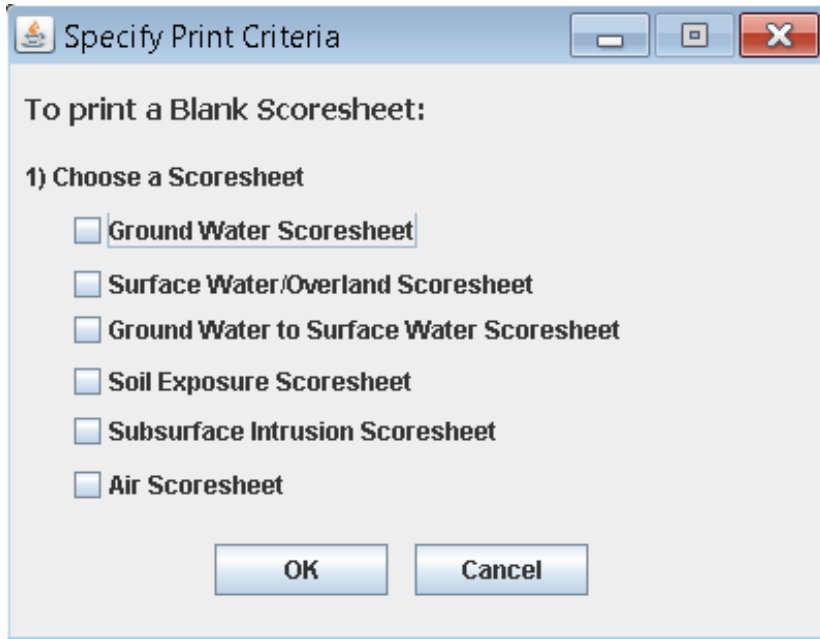 Specify Print Criteria
To print a Blank Scoresheet:
1) Choose a Scoresheet
Ground Water Scoresheet
Surface Water/Overland Scoresheet
Ground Water to Surface Water Scoresheet
Soil Exposure Scoresheet
Subsurface Intrusion Scoresheet
Air Scoresheet
OK Cancel